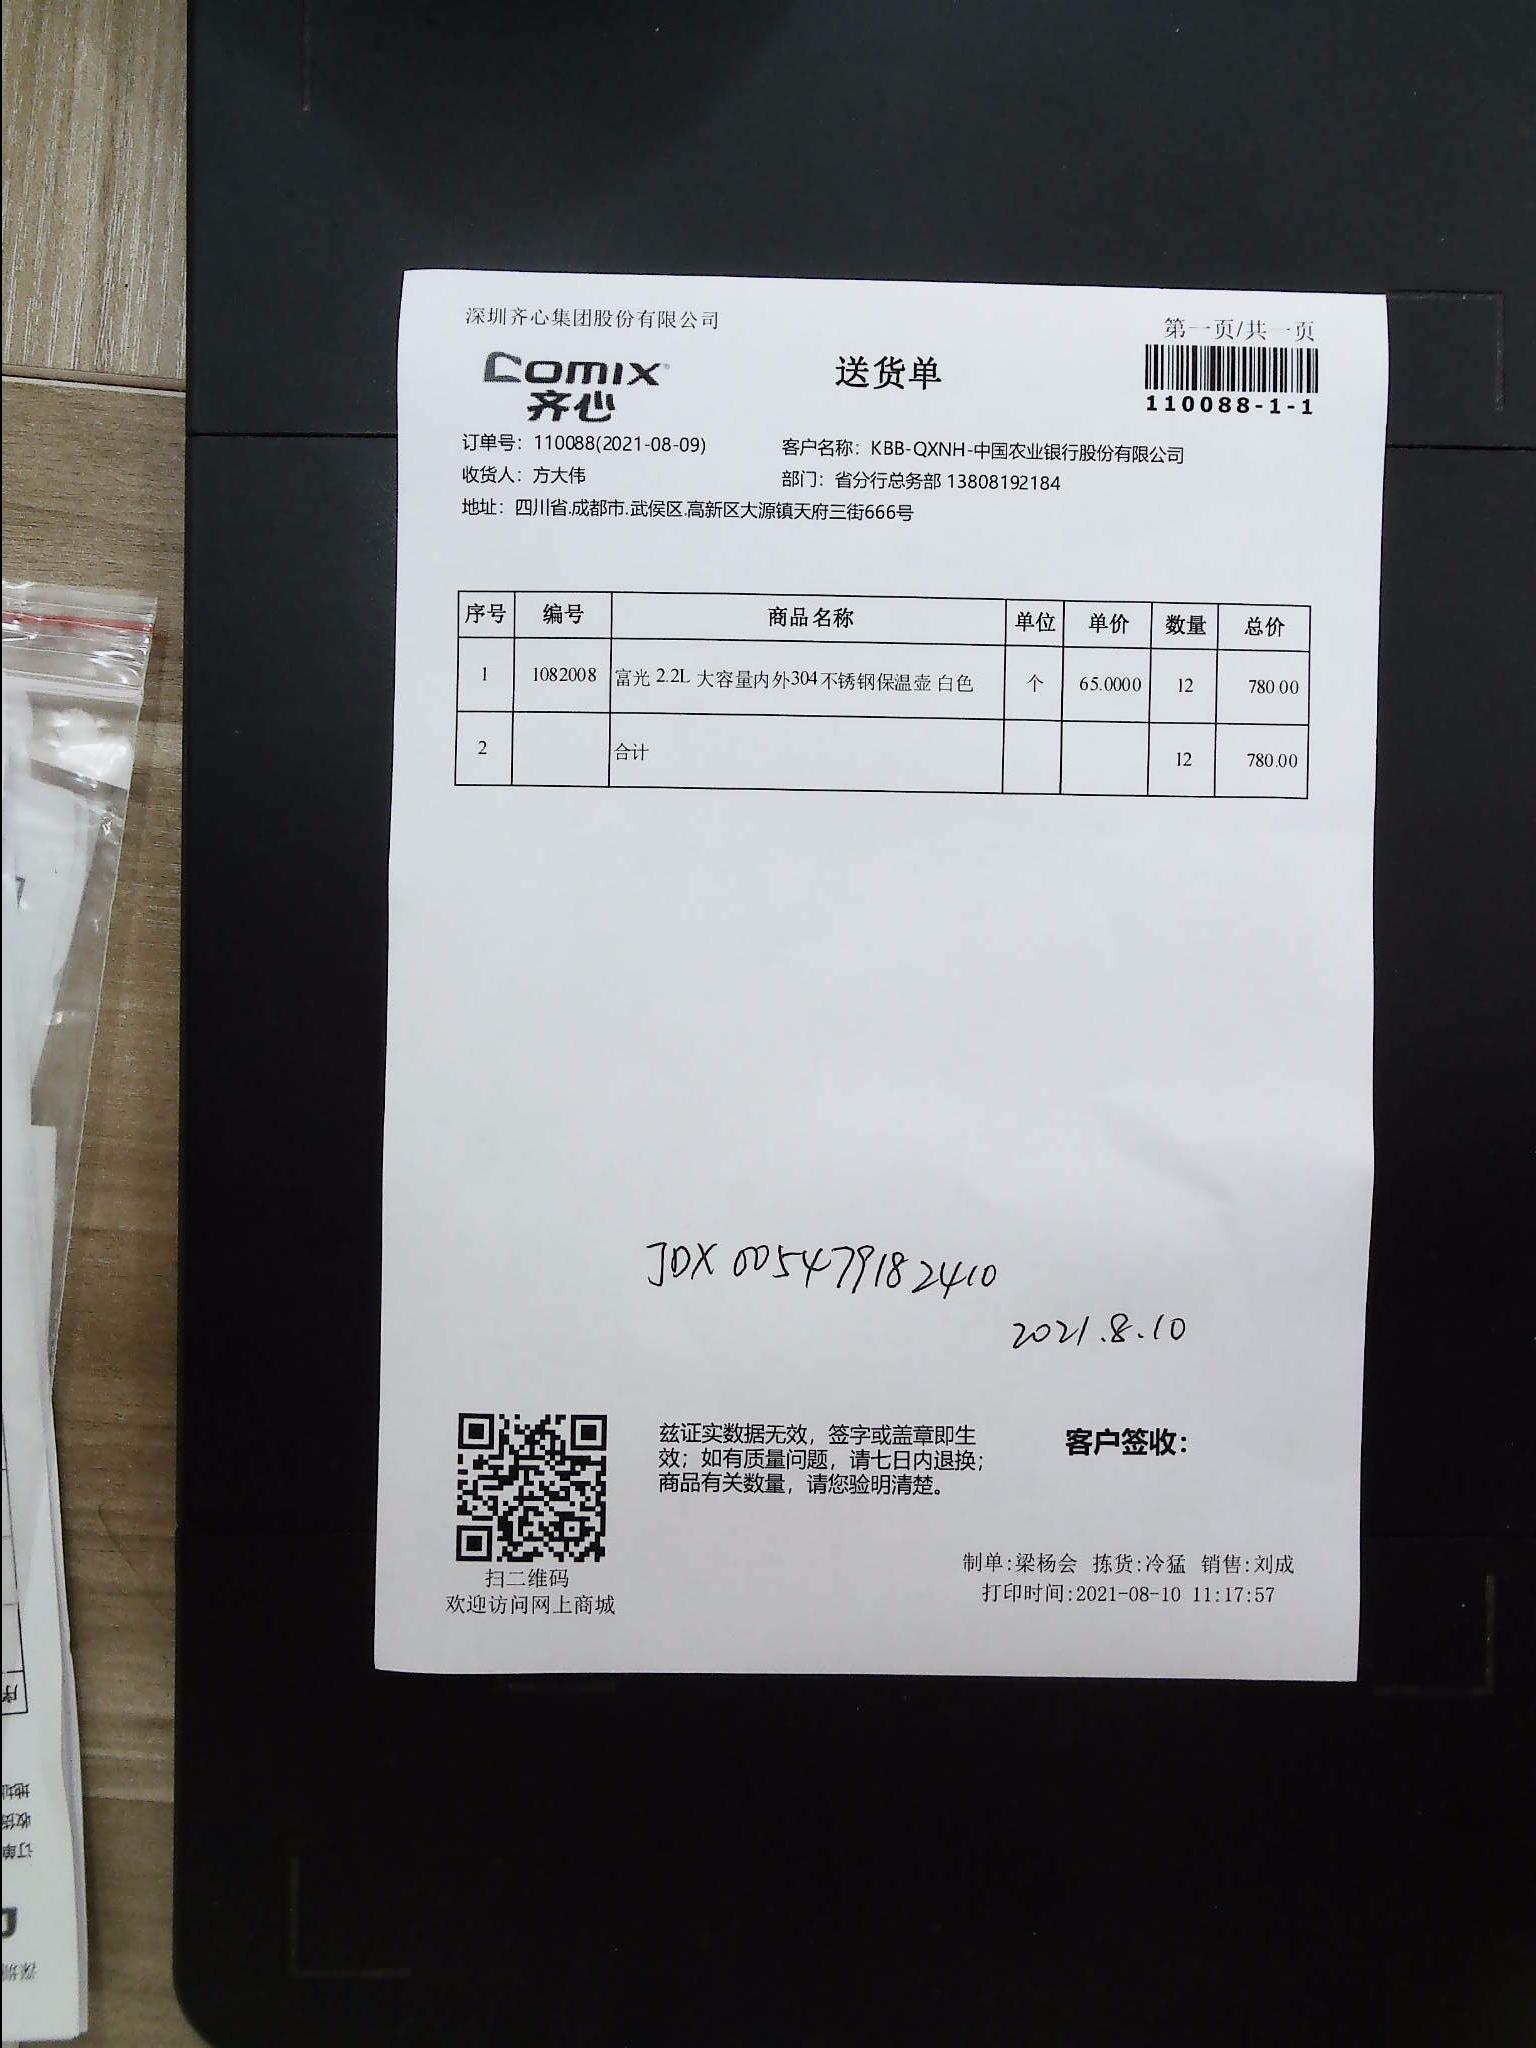 深圳齐心集团股份有限公司
第一页/共一页
COMIX
齐心
送货单
110088-1-1
订单号：110088(2021-08-09)
客户名称：KBB-QXNH-中国农业银行股份有限公司
收货人：方大伟
部门：省分行总务部 13808192184
地址：四川省.成都市.武侯区.高新区大源镇天府三街666号
序号 编号 商品名称 单位 单价 数量 总价
1 1082008 富光 2.2L 大容量内外304不锈钢保温壶 白色 个 65.0000 12 780.00
2 合计 12 780.00
JDX005479182410
2021.8.10
兹证实数据无效，签字或盖章即生
效；如有质量问题，请七日内退换；
商品有关数量，请您验明清楚。
客户签收：
扫二维码
欢迎访问网上商城
制单:梁杨会 拣货:冷猛 销售:刘成
打印时间:2021-08-10 11:17:57
序
地址
收货
订单
深圳